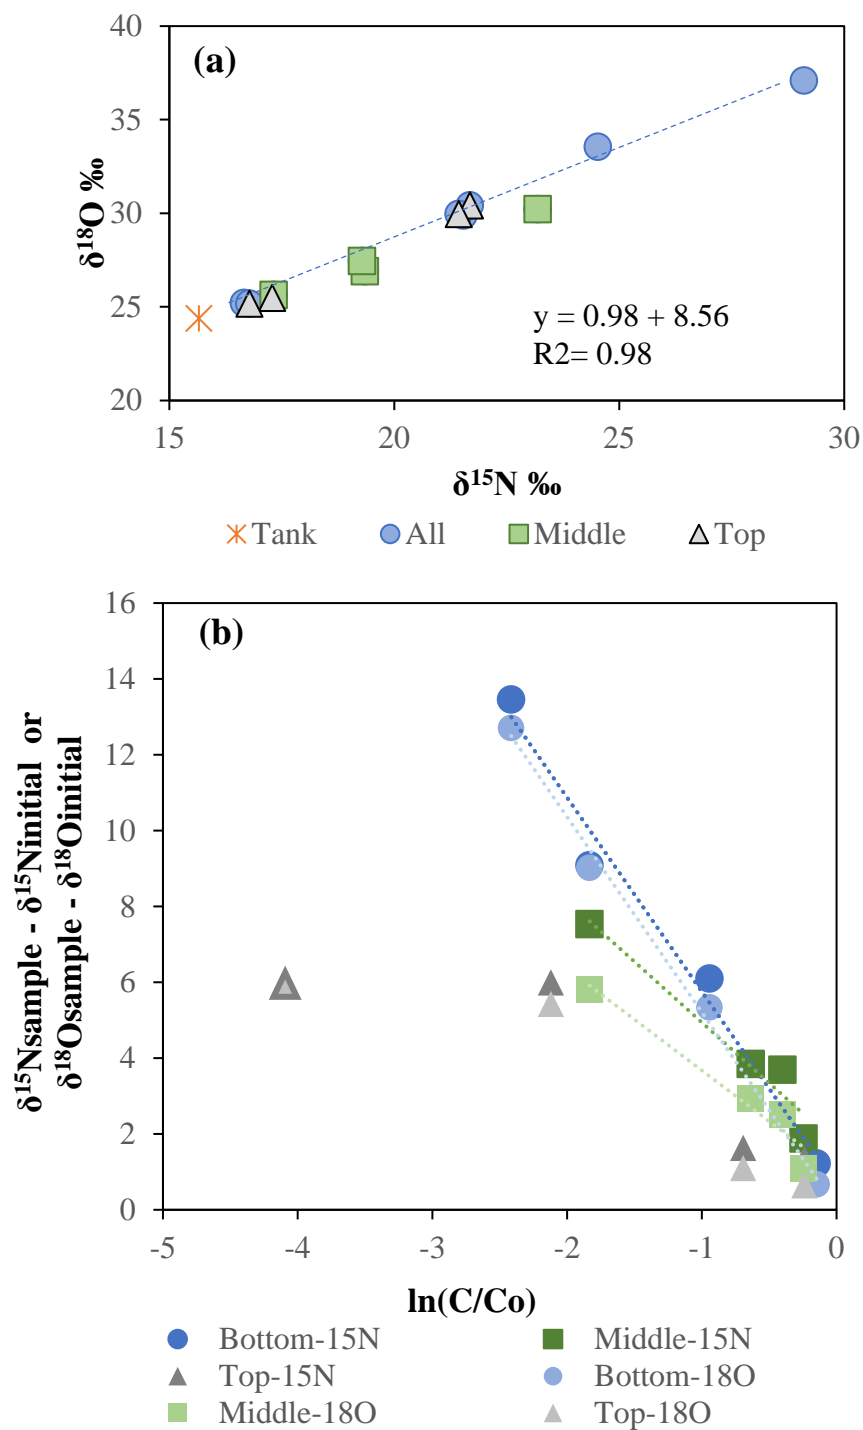 (a)
40
35
30
25
20
δ¹⁸O ‰
y = 0.98 + 8.56
R2= 0.98
15 20 25 30
δ¹⁵N ‰
Tank All Middle Top
(b)
16
14
12
10
8
6
4
2
0
δ¹⁵Nsample - δ¹⁵Ninitial or
δ¹⁸Osample - δ¹⁸Oinitial
-5 -4 -3 -2 -1 0
ln(C/Co)
Bottom-15N Middle-15N
Top-15N Bottom-18O
Middle-18O Top-18O